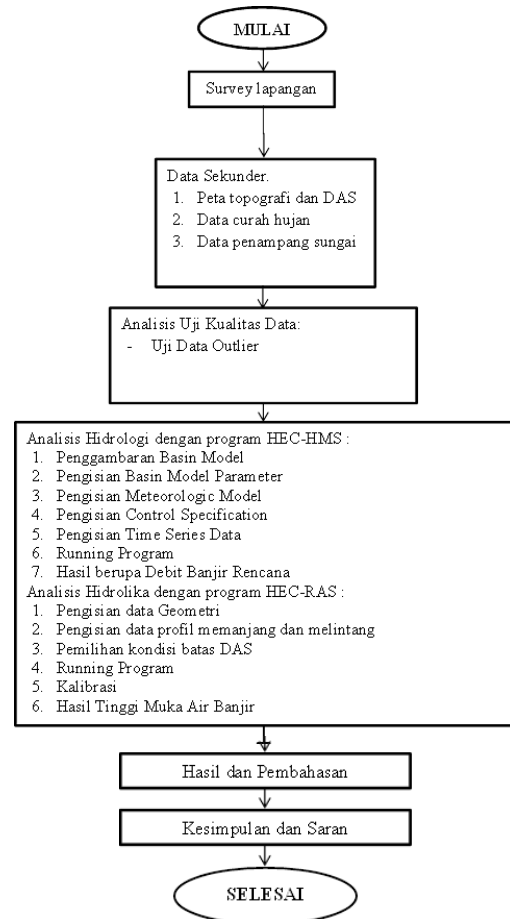 MULAI
Survey lapangan
Data Sekunder.
1. Peta topografi dan DAS
2. Data curah hujan
3. Data penampang sungai
Analisis Uji Kualitas Data:
- Uji Data Outlier
Analisis Hidrologi dengan program HEC-HMS :
1. Penggambaran Basin Model
2. Pengisian Basin Model Parameter
3. Pengisian Meteorologic Model
4. Pengisian Control Specification
5. Pengisian Time Series Data
6. Running Program
7. Hasil berupa Debit Banjir Rencana
Analisis Hidrolika dengan program HEC-RAS :
1. Pengisian data Geometri
2. Pengisian data profil memanjang dan melintang
3. Pemilihan kondisi batas DAS
4. Running Program
5. Kalibrasi
6. Hasil Tinggi Muka Air Banjir
Hasil dan Pembahasan
Kesimpulan dan Saran
SELESAI